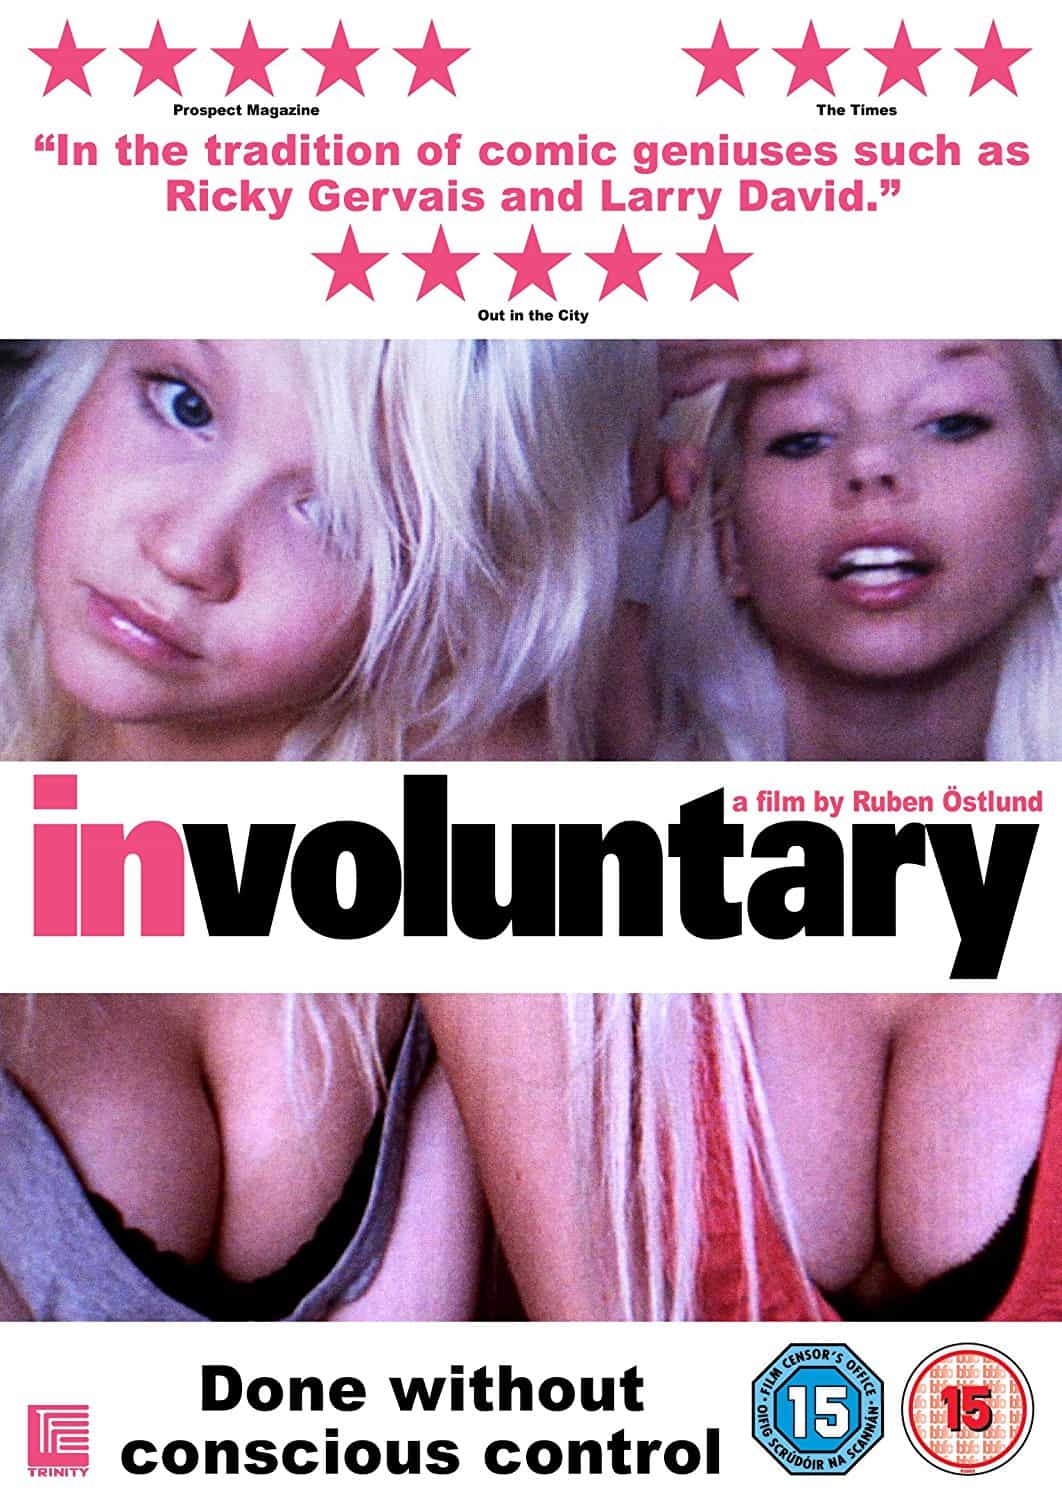 Prospect Magazine
The Times
“In the tradition of comic geniuses such as
Ricky Gervais and Larry David.”
Out in the City
a film by Ruben Östlund
involuntary
Done without
conscious control
TRINITY
FILM CENSOR'S OFFICE
15
OIFIG SCRÚDÓIR NA SCANNÁN
15
bbfc